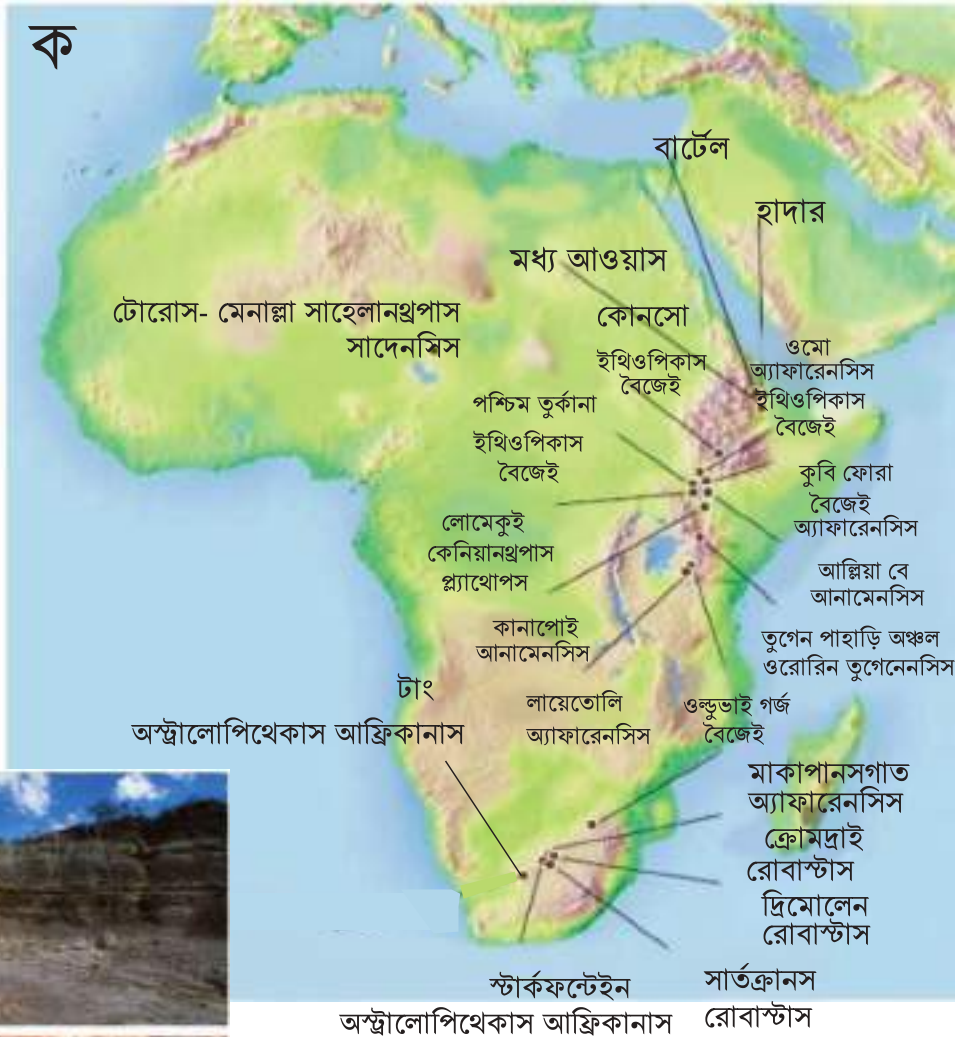 ক
বার্টেল
হাদার
মধ্য আওয়াস
টোরোস- মেনাল্লা সাহেলানথ্রপাস
সাদেনসিস
কোনসো
ইথিওপিকাস
বৈজেই
ওমো
অ্যাফারেনসিস
ইথিওপিকাস
বৈজেই
পশ্চিম তুর্কানা
ইথিওপিকাস
বৈজেই
কুবি ফোরা
বৈজেই
অ্যাফারেনসিস
লোমেকুই
কেনিয়ানথ্রপাস
প্ল্যাথোপস
আল্লিয়া বে
আনামেনসিস
কানাপোই
আনামেনসিস
তুগেন পাহাড়ি অঞ্চল
ওরোরিন তুগেনেনসিস
টাং
অস্ট্রালোপিথেকাস আফ্রিকানাস
লায়েতোলি
অ্যাফারেনসিস
ওল্ডুভাই গর্জ
বৈজেই
মাকাপানসগাত
অ্যাফারেনসিস
ক্রোমদ্রাই
রোবাস্টাস
দ্রিমোলেন
রোবাস্টাস
স্টার্কফন্টেইন
অস্ট্রালোপিথেকাস আফ্রিকানাস
সার্তক্রানস
রোবাস্টাস